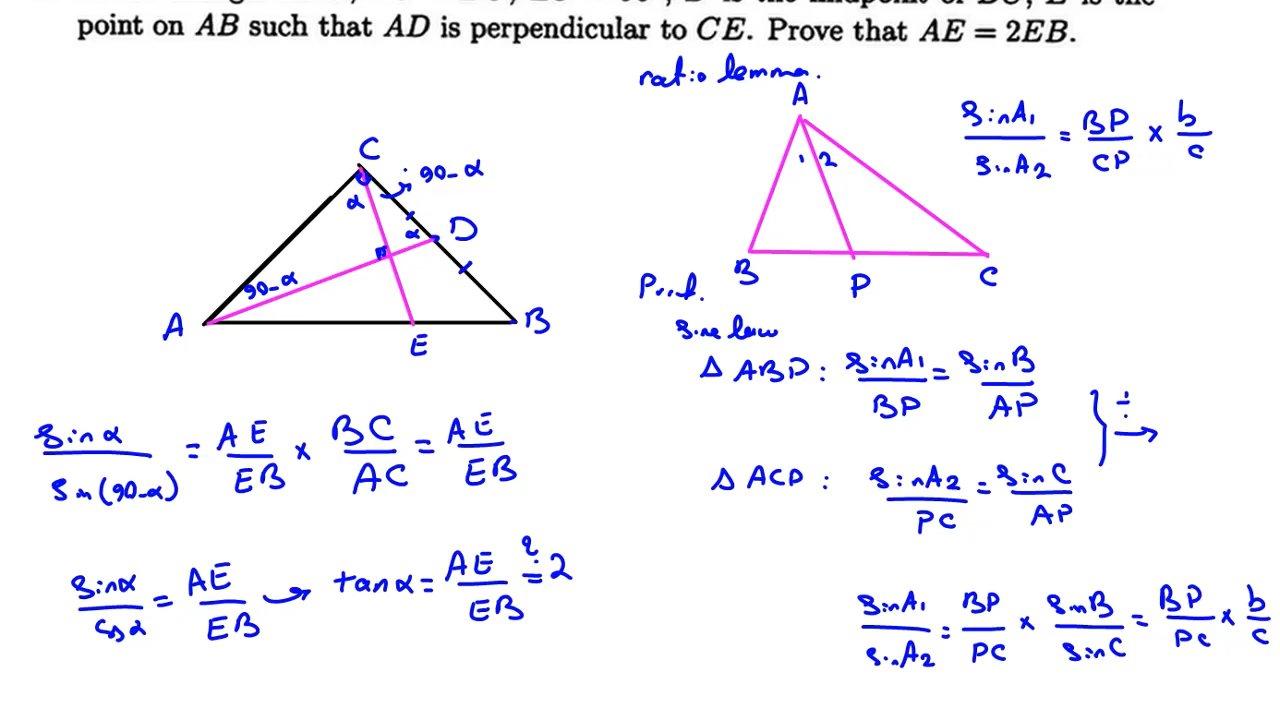 point on AB such that AD is perpendicular to CE. Prove that AE = 2EB.
ratio lemma.
A
sinA₁/sinA₂ = BP/CP × b/c
1 2
B P C
C
90-α
α
α
D
90-α
A
E
B
Proof.
sine law
Δ ABP : sinA₁/BP = sinB/AP
Δ ACP : sinA₂/PC = sinC/AP
} ÷ →
sinα/sin(90-α) = AE/EB × BC/AC = AE/EB
sinα/cosα = AE/EB → tanα = AE/EB ?= 2
sinA₁/sinA₂ = BP/PC × sinB/sinC = BP/PC × b/c